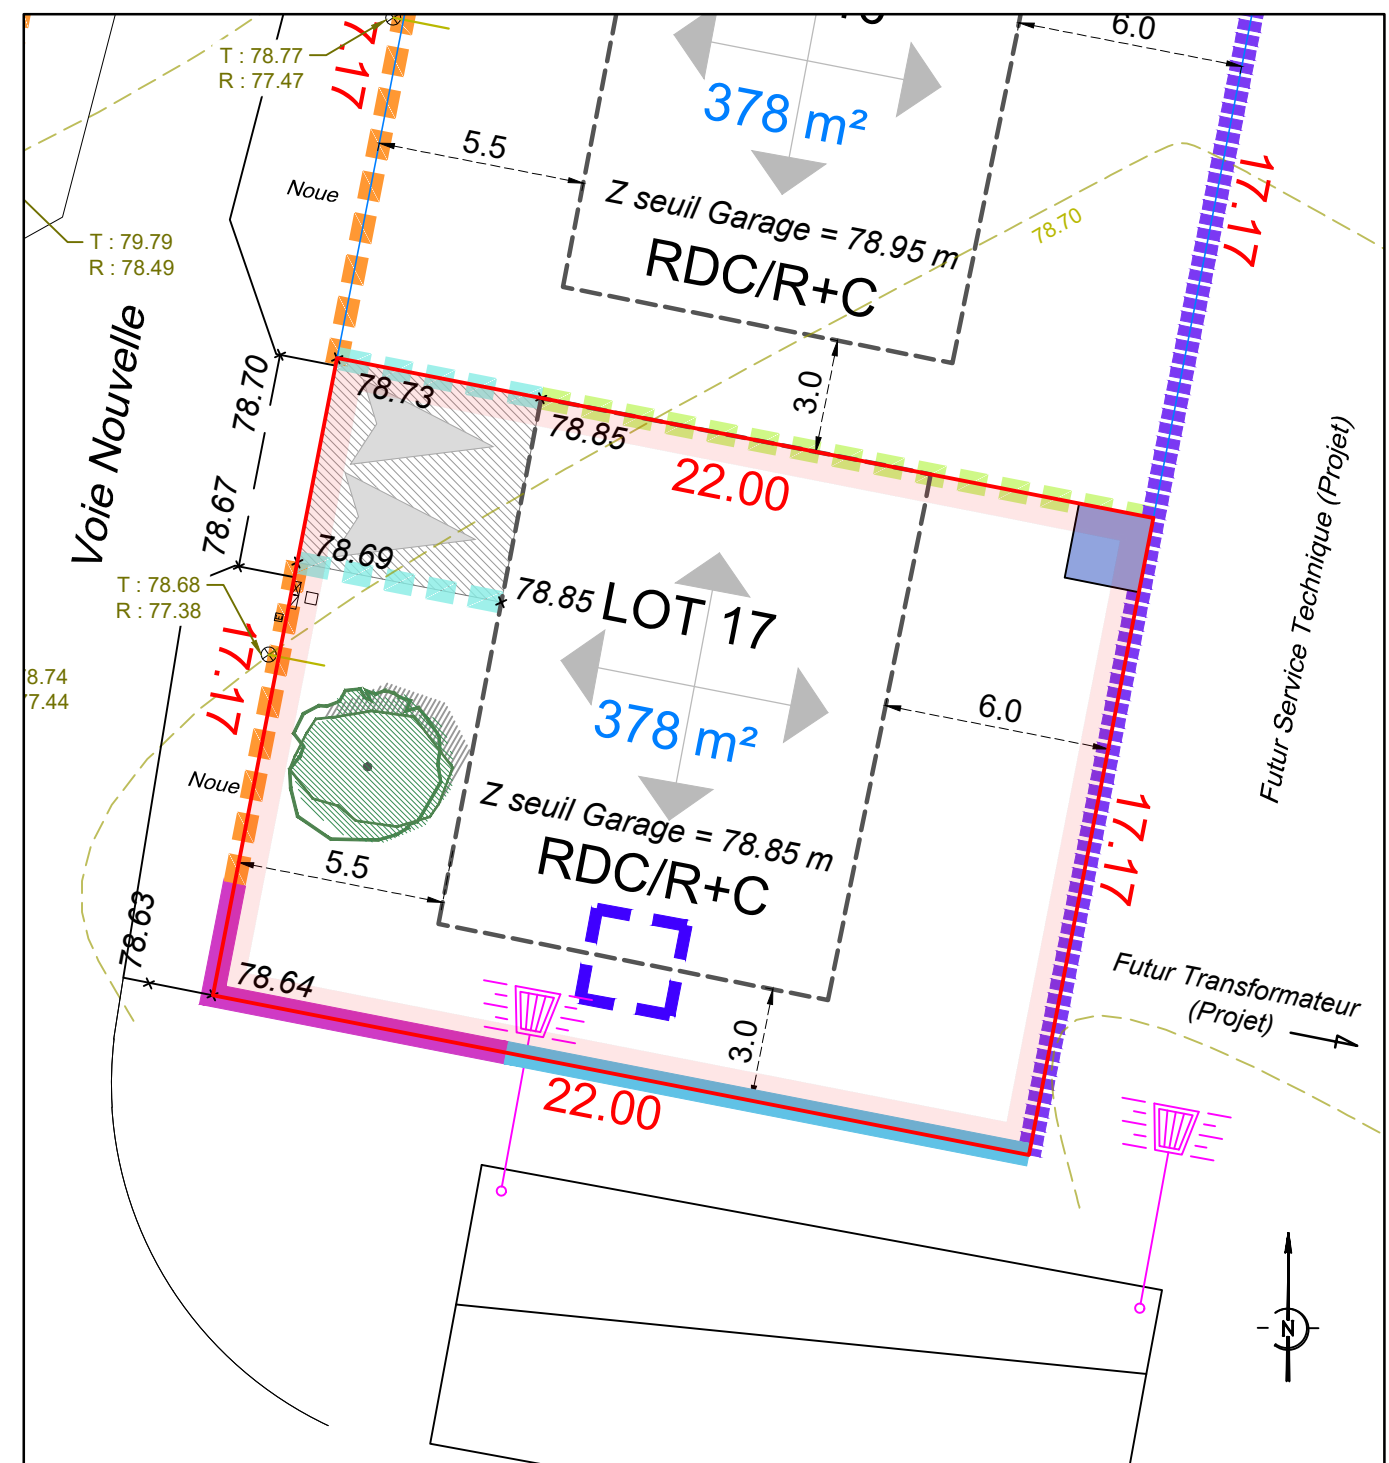 6.0
T : 78.77
R : 77.47
17.17
378 m²
5.5
Noue
Z seuil Garage = 78.95 m
RDC/R+C
17.17
78.70
T : 79.79
R : 78.49
Voie Nouvelle
78.70
78.73
78.85
3.0
22.00
78.67
78.69
78.85
LOT 17
T : 78.68
R : 77.38
17.17
378 m²
6.0
Futur Service Technique (Projet)
8.74
7.44
Noue
Z seuil Garage = 78.85 m
RDC/R+C
17.17
5.5
78.63
78.64
3.0
Futur Transformateur
(Projet)
22.00
N